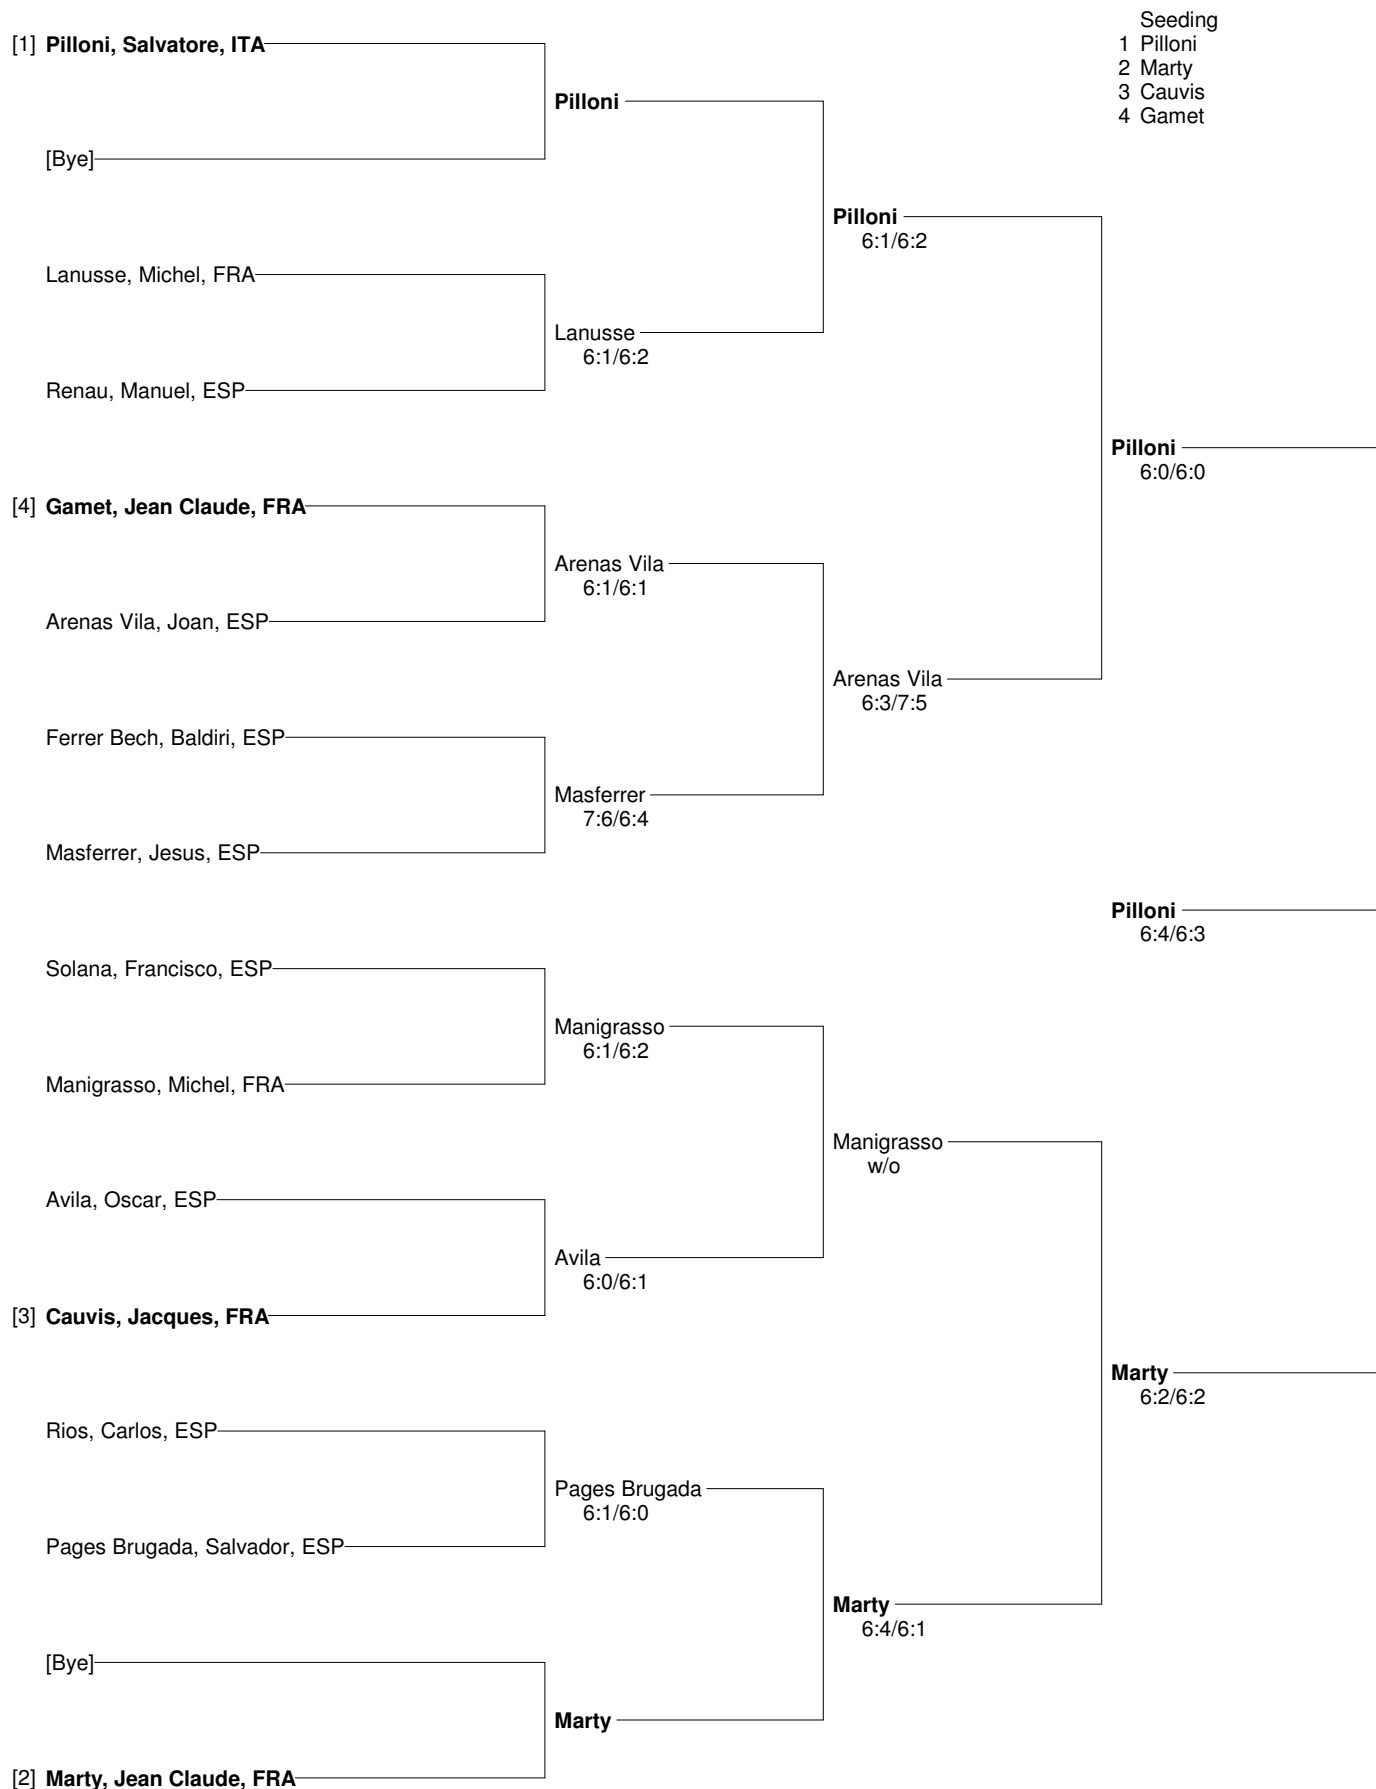 Seeding
1 Pilloni
2 Marty
3 Cauvis
4 Gamet
[1] Pilloni, Salvatore, ITA
Pilloni
[Bye]
Pilloni
6:1/6:2
Lanusse, Michel, FRA
Lanusse
6:1/6:2
Renau, Manuel, ESP
Pilloni
6:0/6:0
[4] Gamet, Jean Claude, FRA
Arenas Vila
6:1/6:1
Arenas Vila, Joan, ESP
Arenas Vila
6:3/7:5
Ferrer Bech, Baldiri, ESP
Masferrer
7:6/6:4
Masferrer, Jesus, ESP
Pilloni
6:4/6:3
Solana, Francisco, ESP
Manigrasso
6:1/6:2
Manigrasso, Michel, FRA
Manigrasso
w/o
Avila, Oscar, ESP
Avila
6:0/6:1
[3] Cauvis, Jacques, FRA
Marty
6:2/6:2
Rios, Carlos, ESP
Pages Brugada
6:1/6:0
Pages Brugada, Salvador, ESP
Marty
6:4/6:1
[Bye]
Marty
[2] Marty, Jean Claude, FRA